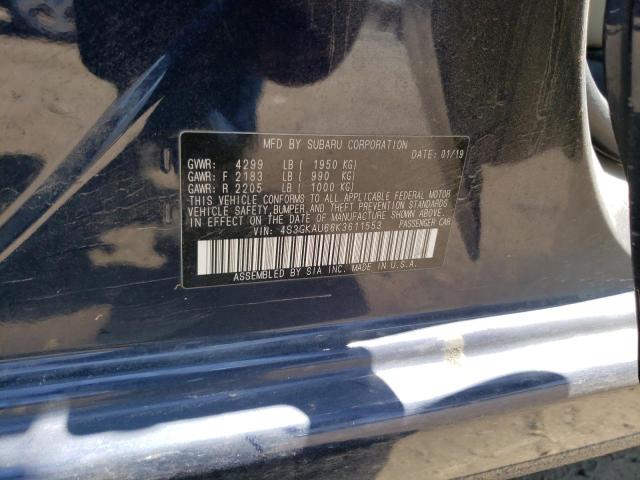 MFD BY SUBARU CORPORATION
DATE: 01/19
GVWR: 4299 LB ( 1950 KG)
GAWR: F 2183 LB ( 990 KG)
GAWR: R 2205 LB ( 1000 KG)
THIS VEHICLE CONFORMS TO ALL APPLICABLE FEDERAL MOTOR
VEHICLE SAFETY, BUMPER AND THEFT PREVENTION STANDARDS
IN EFFECT ON THE DATE OF MANUFACTURE SHOWN ABOVE.
VIN: 4S3GKAU66K3611553 PASSENGER CAR
ASSEMBLED BY SIA INC. MADE IN U.S.A.